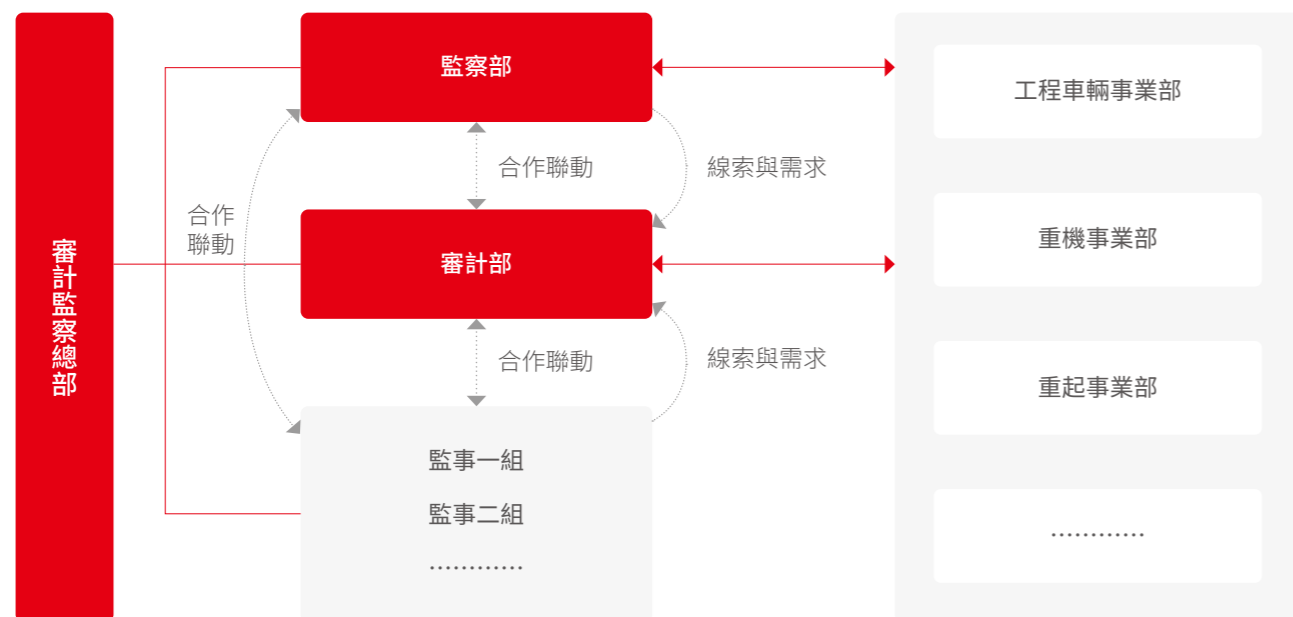 審計監察總部
監察部
合作聯動
線索與需求
合作
聯動
審計部
合作聯動
線索與需求
監事一組
監事二組
............
工程車輛事業部
重機事業部
重起事業部
............